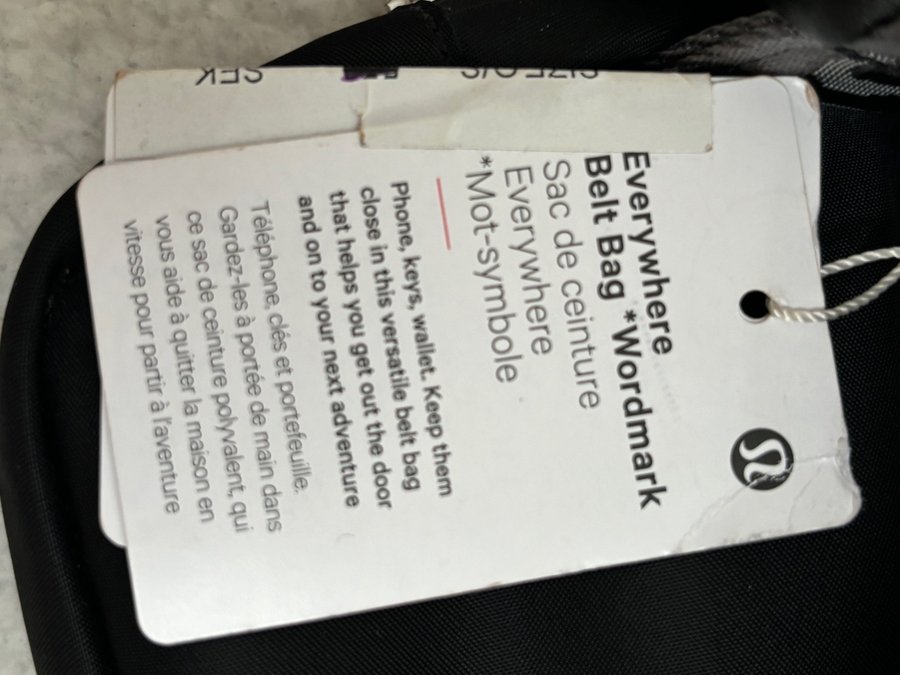 Everywhere
Belt Bag *Wordmark
Sac de ceinture
Everywhere
*Mot-symbole
Phone, keys, wallet. Keep them
close in this versatile belt bag
that helps you get out the door
and on to your next adventure
Téléphone, clés et portefeuille.
Gardez-les à portée de main dans
ce sac de ceinture polyvalent, qui
vous aide à quitter la maison en
vitesse pour partir à l'aventure